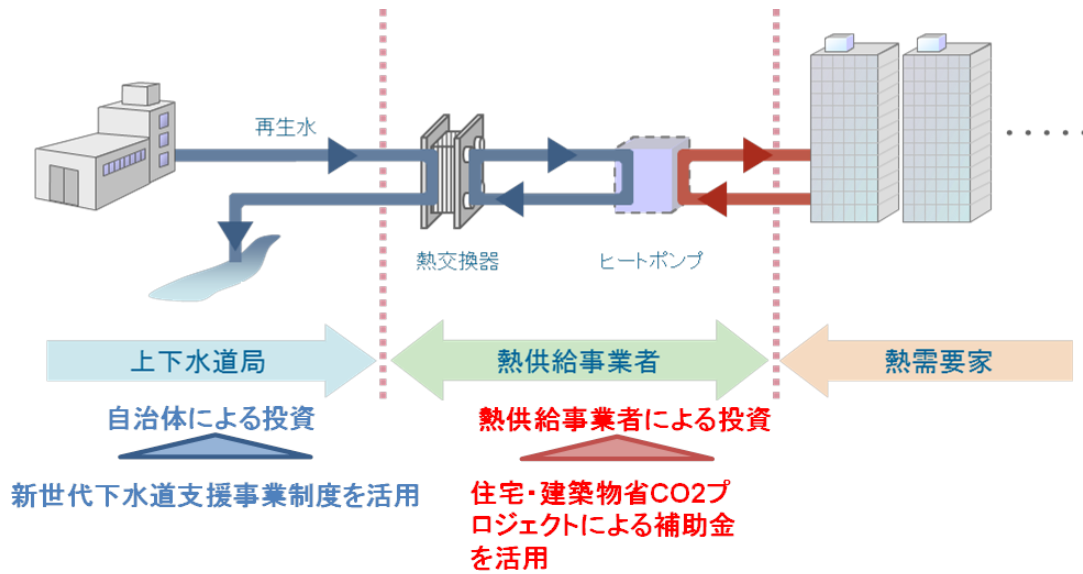 再生水
熱交換器
ヒートポンプ
上下水道局
熱供給事業者
熱需要家
自治体による投資
熱供給事業者による投資
新世代下水道支援事業制度を活用
住宅・建築物省CO2プ
ロジェクトによる補助金
を活用